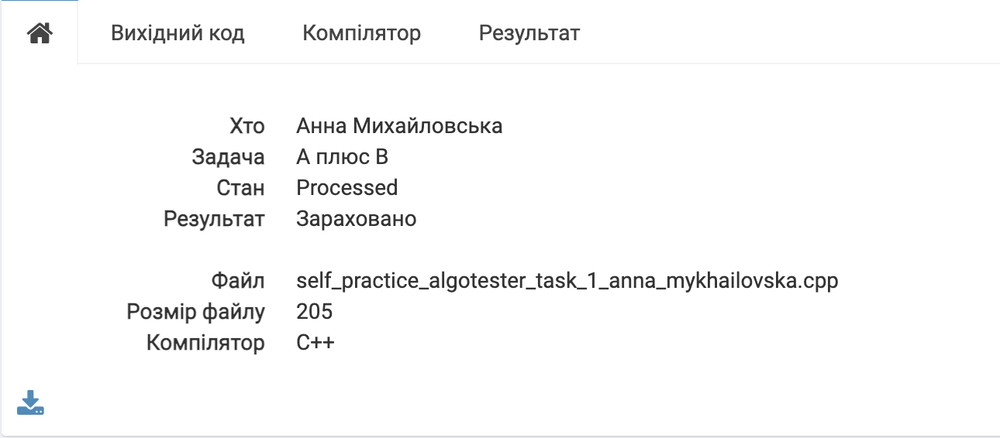 Вихідний код Компілятор Результат
Хто Анна Михайловська
Задача А плюс В
Стан Processed
Результат Зараховано
Файл self_practice_algotester_task_1_anna_mykhailovska.cpp
Розмір файлу 205
Компілятор C++